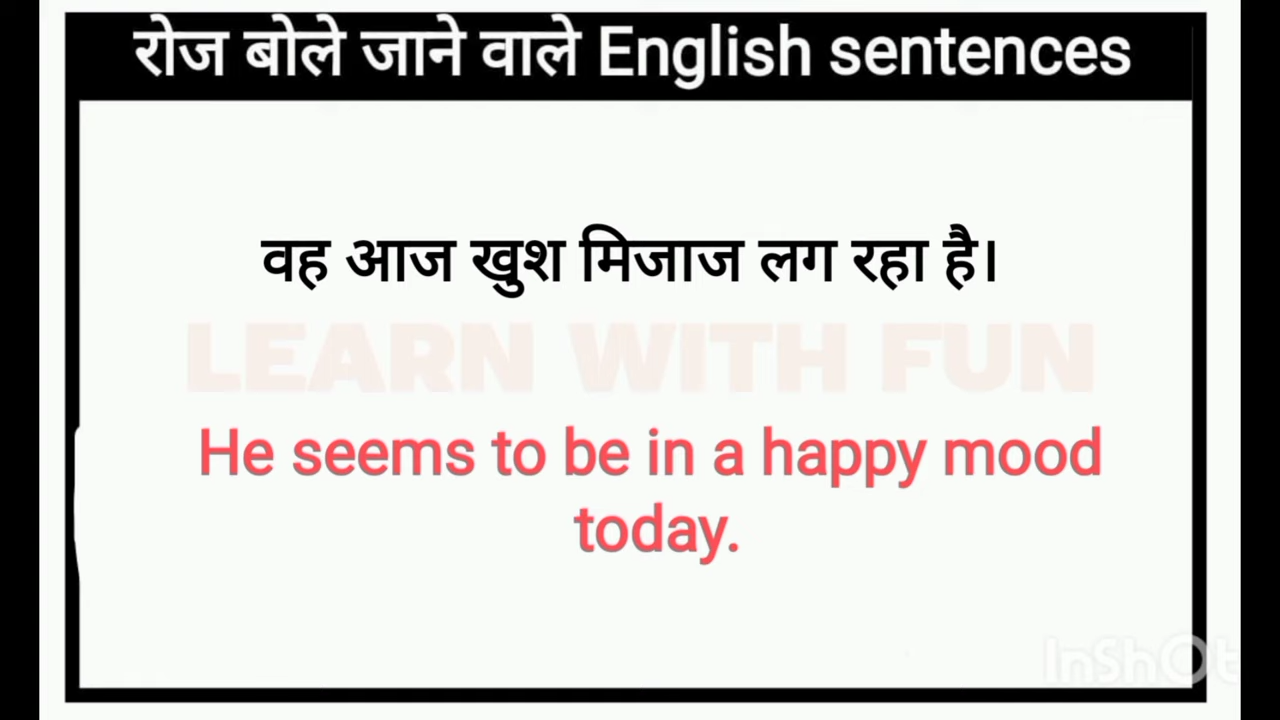 रोज बोले जाने वाले English sentences
वह आज खुश मिजाज लग रहा है।
LEARN WITH FUN
He seems to be in a happy mood
today.
InShOt